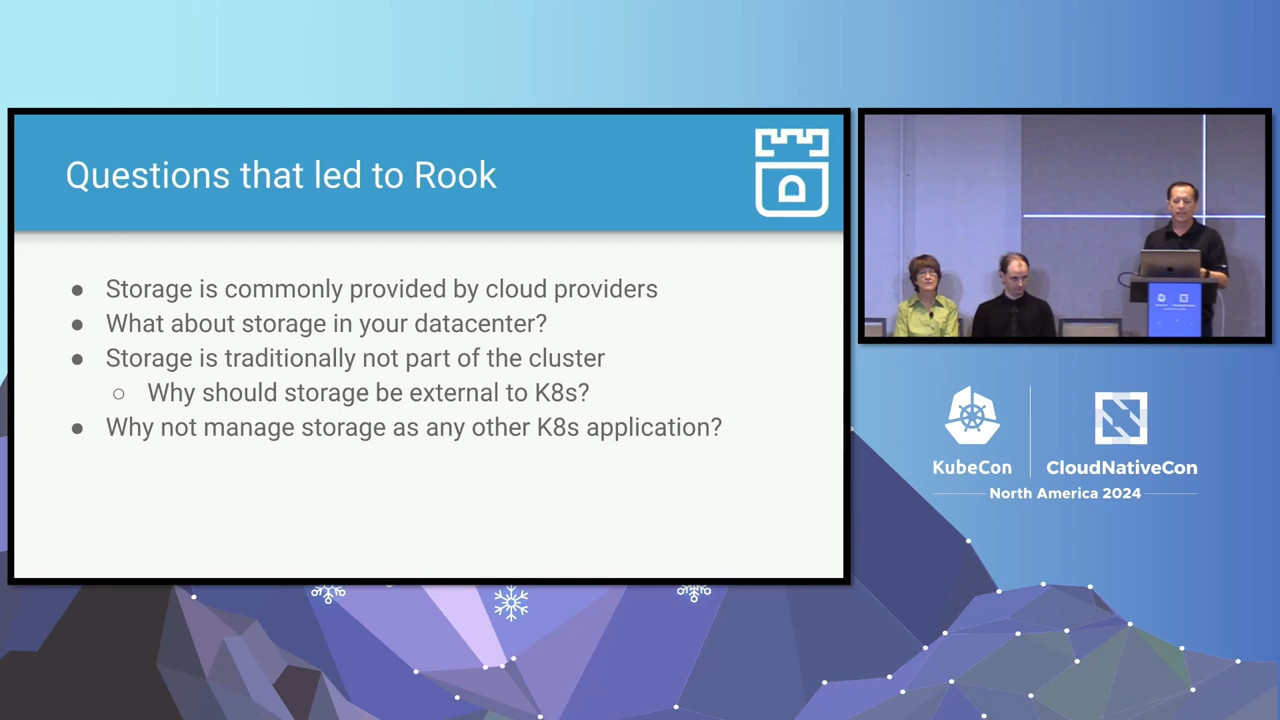 Questions that led to Rook
Storage is commonly provided by cloud providers
What about storage in your datacenter?
Storage is traditionally not part of the cluster
Why should storage be external to K8s?
Why not manage storage as any other K8s application?
KubeCon
CloudNativeCon
North America 2024